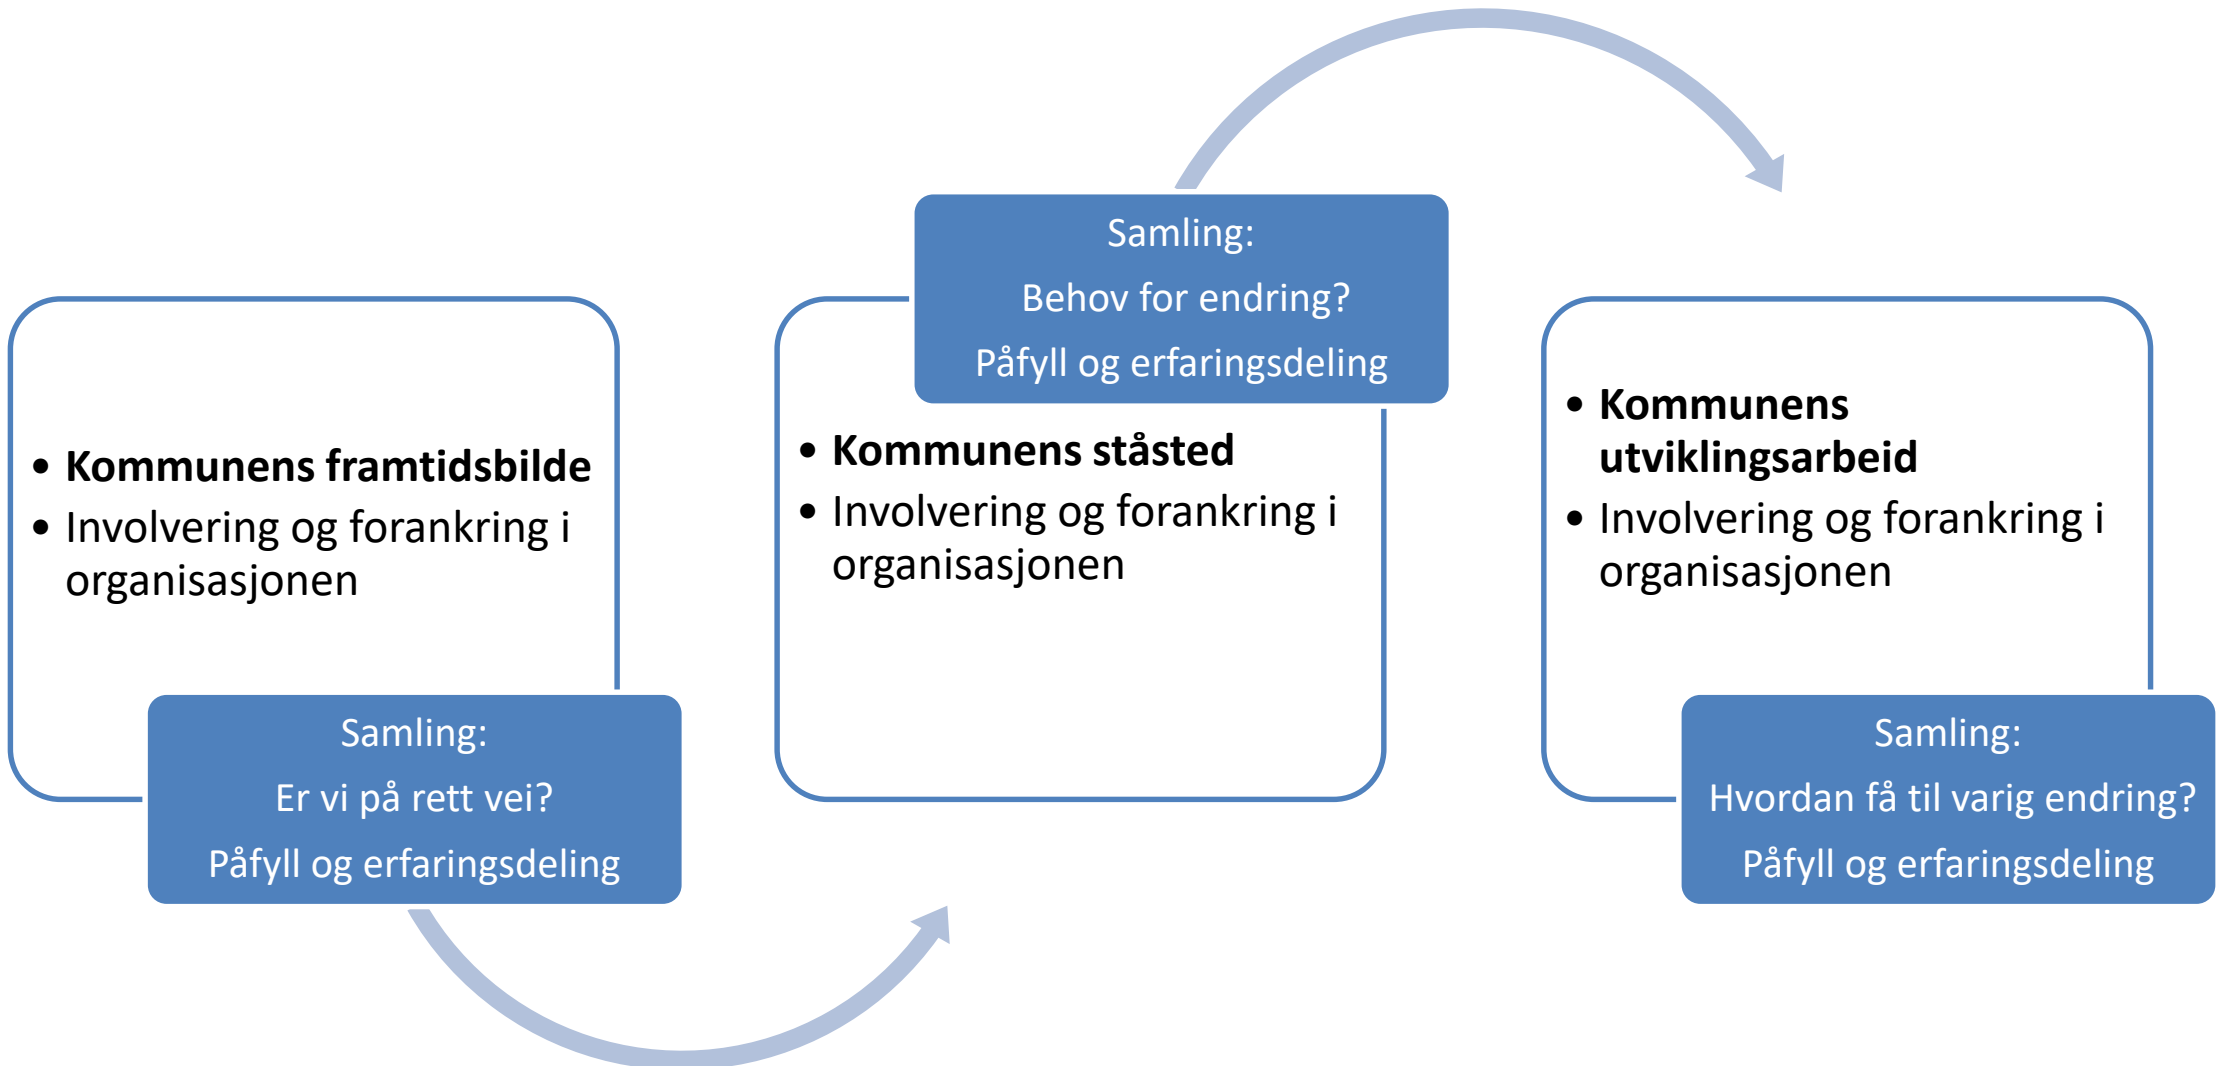 • Kommunens framtidsbilde
• Involvering og forankring i
organisasjonen
Samling:
Er vi på rett vei?
Påfyll og erfaringsdeling
Samling:
Behov for endring?
Påfyll og erfaringsdeling
• Kommunens ståsted
• Involvering og forankring i
organisasjonen
• Kommunens
utviklingsarbeid
• Involvering og forankring i
organisasjonen
Samling:
Hvordan få til varig endring?
Påfyll og erfaringsdeling